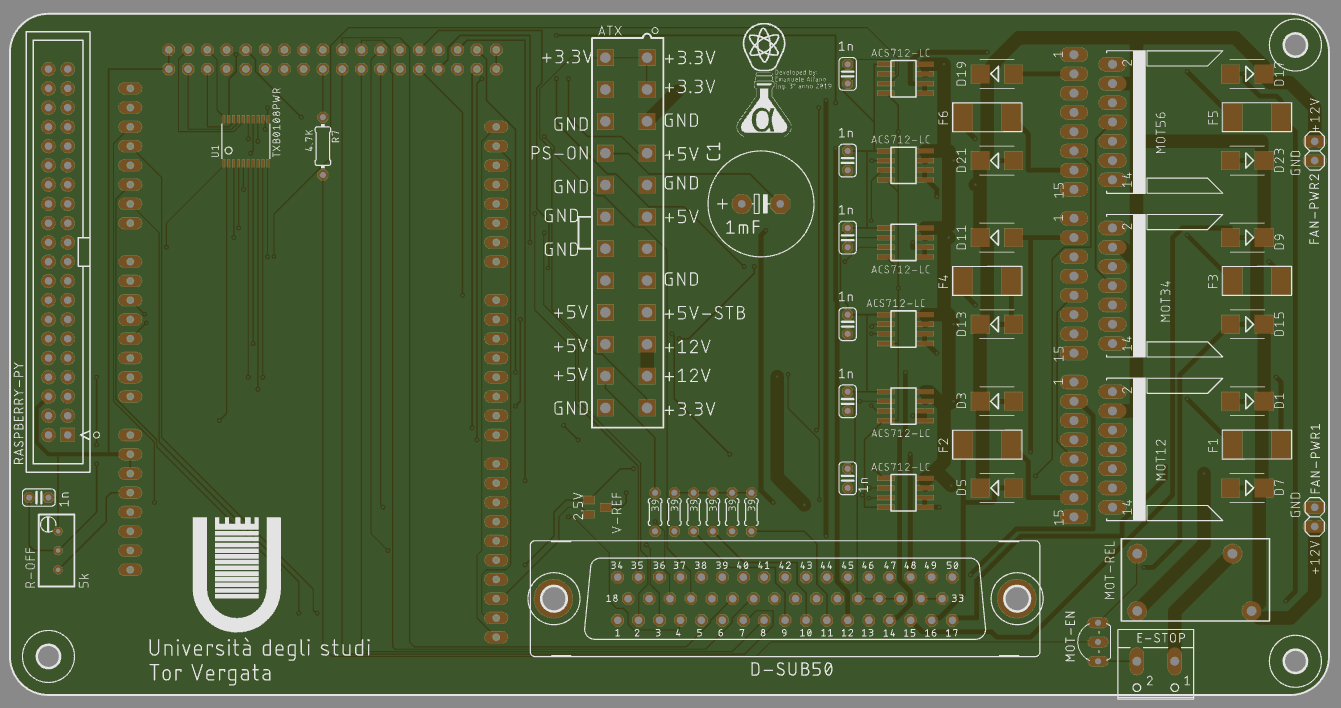 ATX
+3.3V
+3.3V
+3.3V
GND
GND
PS-ON
+5V
C1
GND
GND
GND
+5V
GND
GND
+5V
+5V-STB
+5V
+12V
+5V
+12V
GND
+3.3V
Developed by:
Emanuele Alfano
Ing. 3° anno 2019
α
+
1mF
1n
ACS712-LC
1n
ACS712-LC
1n
ACS712-LC
1n
ACS712-LC
1n
ACS712-LC
1n
ACS712-LC
D19
F6
D21
D11
F4
D13
D3
F2
D5
1
2
MOT56
14
15
1
2
MOT34
14
15
1
2
MOT12
14
15
D17
F5
D23
D9
F3
D15
D1
F1
D7
+12V
GND
FAN-PWR2
FAN-PWR1
GND
+12V
U1
TXB0108PWR
4.7K
R7
RASPBERRY-PY
1n
R-OFF
5k
2.5V
V-REF
39
39
39
39
39
39
34 35 36 37 38 39 40 41 42 43 44 45 46 47 48 49 50
18 33
1 2 3 4 5 6 7 8 9 10 11 12 13 14 15 16 17
D-SUB50
MOT-REL
MOT-EN
E-STOP
2 1
Università degli studi
Tor Vergata